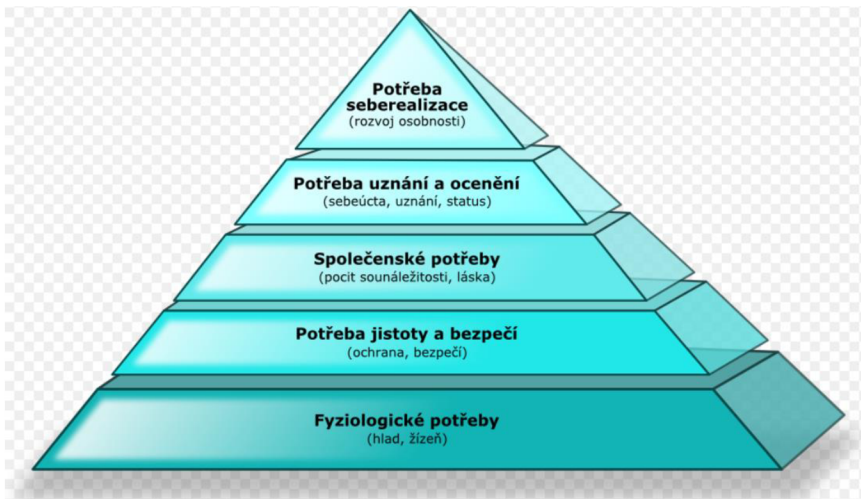 Potřeba
seberealizace
(rozvoj osobnosti)
Potřeba uznání a ocenění
(sebeúcta, uznání, status)
Společenské potřeby
(pocit sounáležitosti, láska)
Potřeba jistoty a bezpečí
(ochrana, bezpečí)
Fyziologické potřeby
(hlad, žízeň)